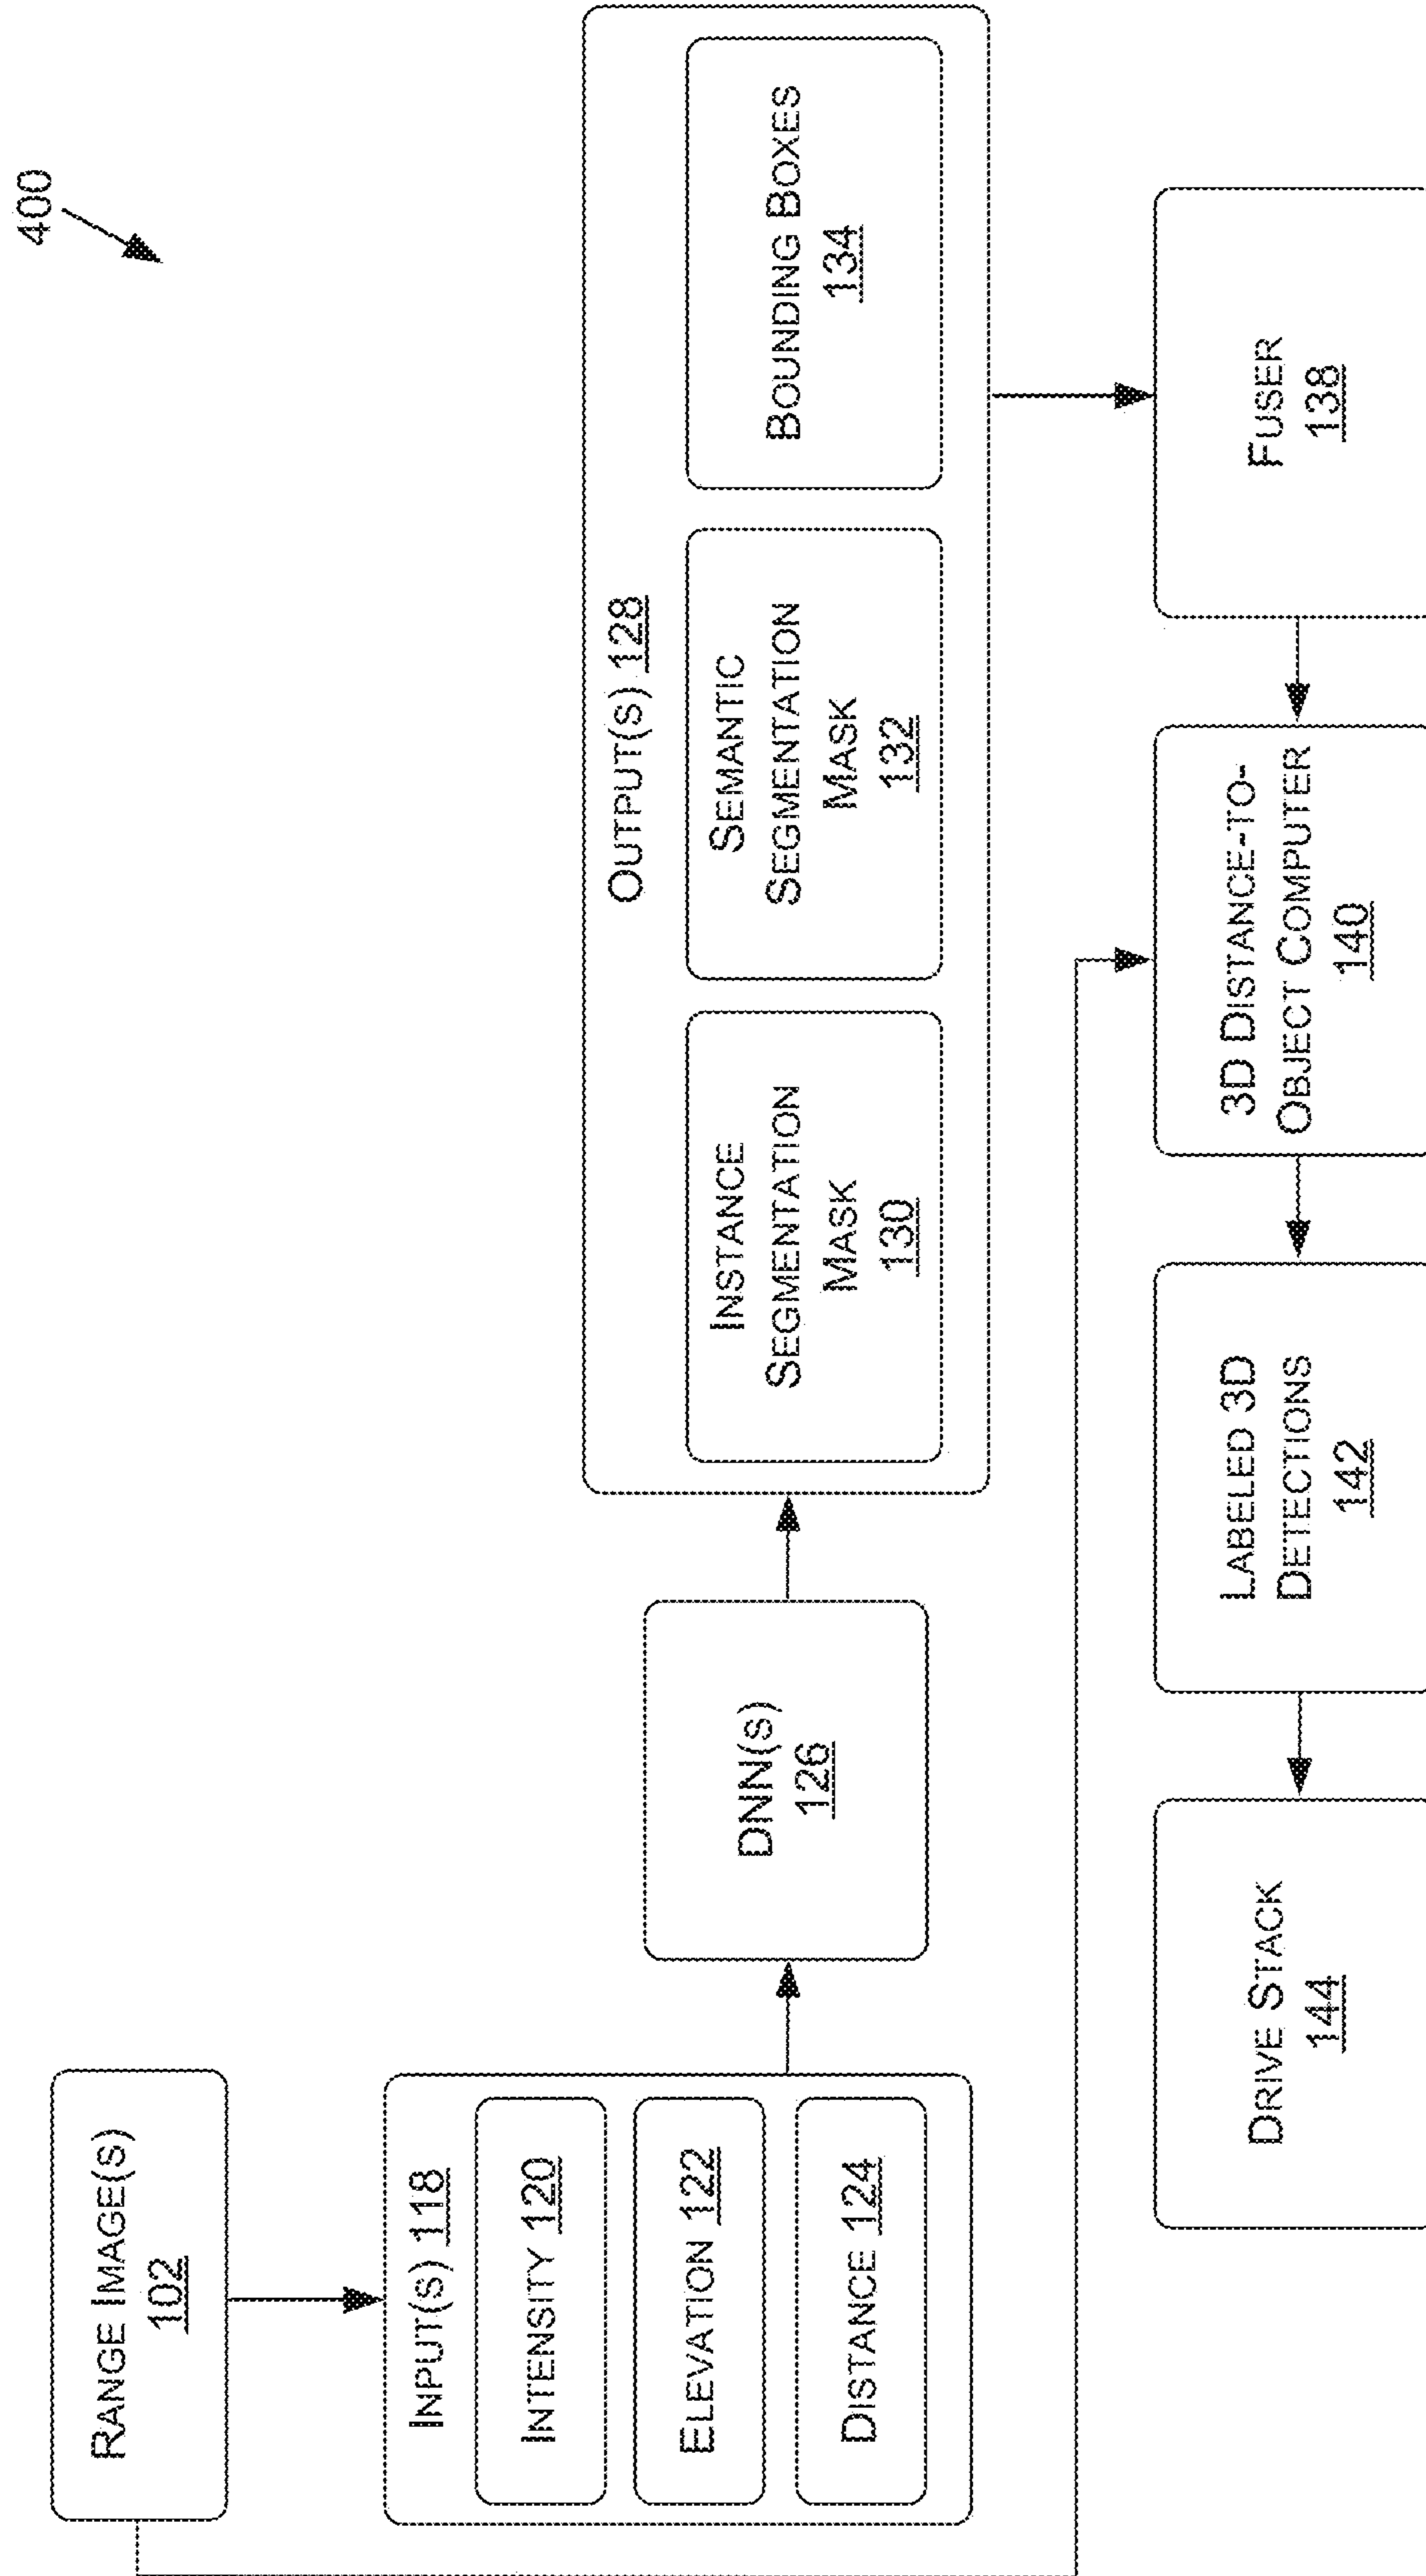 400
RANGE IMAGE(S)
102
INPUT(S) 118
INTENSITY 120
ELEVATION 122
DISTANCE 124
DNN(S)
126
OUTPUT(S) 128
INSTANCE
SEGMENTATION
MASK
130
SEMANTIC
SEGMENTATION
MASK
132
BOUNDING BOXES
134
DRIVE STACK
144
LABELED 3D
DETECTIONS
142
3D DISTANCE-TO-
OBJECT COMPUTER
140
FUSER
138